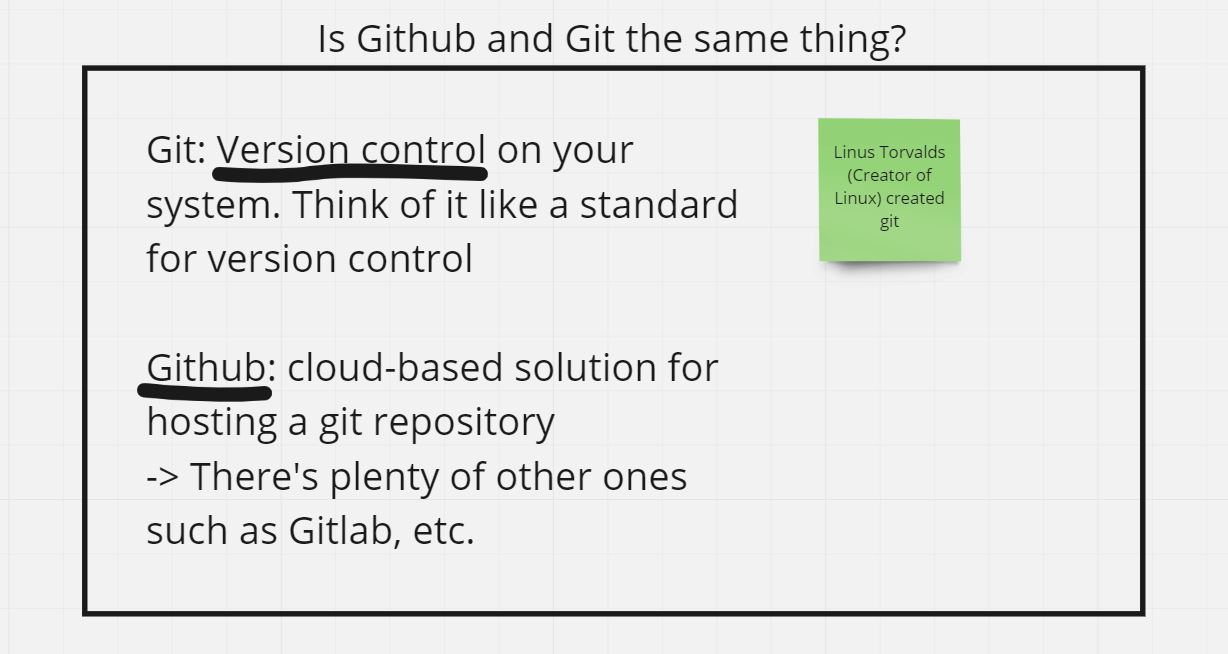 Is Github and Git the same thing?
Git: Version control on your
system. Think of it like a standard
for version control
Linus Torvalds
(Creator of
Linux) created
git
Github: cloud-based solution for
hosting a git repository
-> There's plenty of other ones
such as Gitlab, etc.